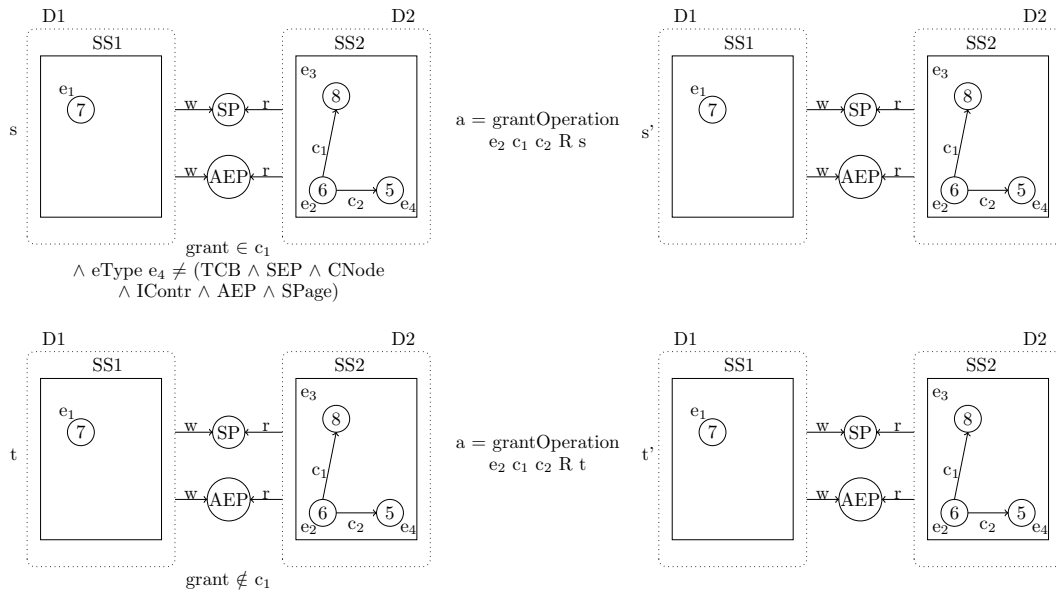 D1 D2 D1 D2
SS1 SS2 SS1 SS2
e₃ e₃
e₁ 8 e₁ 8
7 w SP r 7 w SP r
a = grantOperation
s e₂ c₁ c₂ R s s'
c₁ c₁
w AEP r w AEP r
6 5 6 5
e₂ c₂ e₄ e₂ c₂ e₄
grant ∈ c₁
∧ eType e₄ ≠ (TCB ∧ SEP ∧ CNode
∧ IContr ∧ AEP ∧ SPage)
D1 D2 D1 D2
SS1 SS2 SS1 SS2
e₃ e₃
e₁ 8 e₁ 8
7 w SP r 7 w SP r
a = grantOperation
t e₂ c₁ c₂ R t t'
c₁ c₁
w AEP r w AEP r
6 5 6 5
e₂ c₂ e₄ e₂ c₂ e₄
grant ∉ c₁